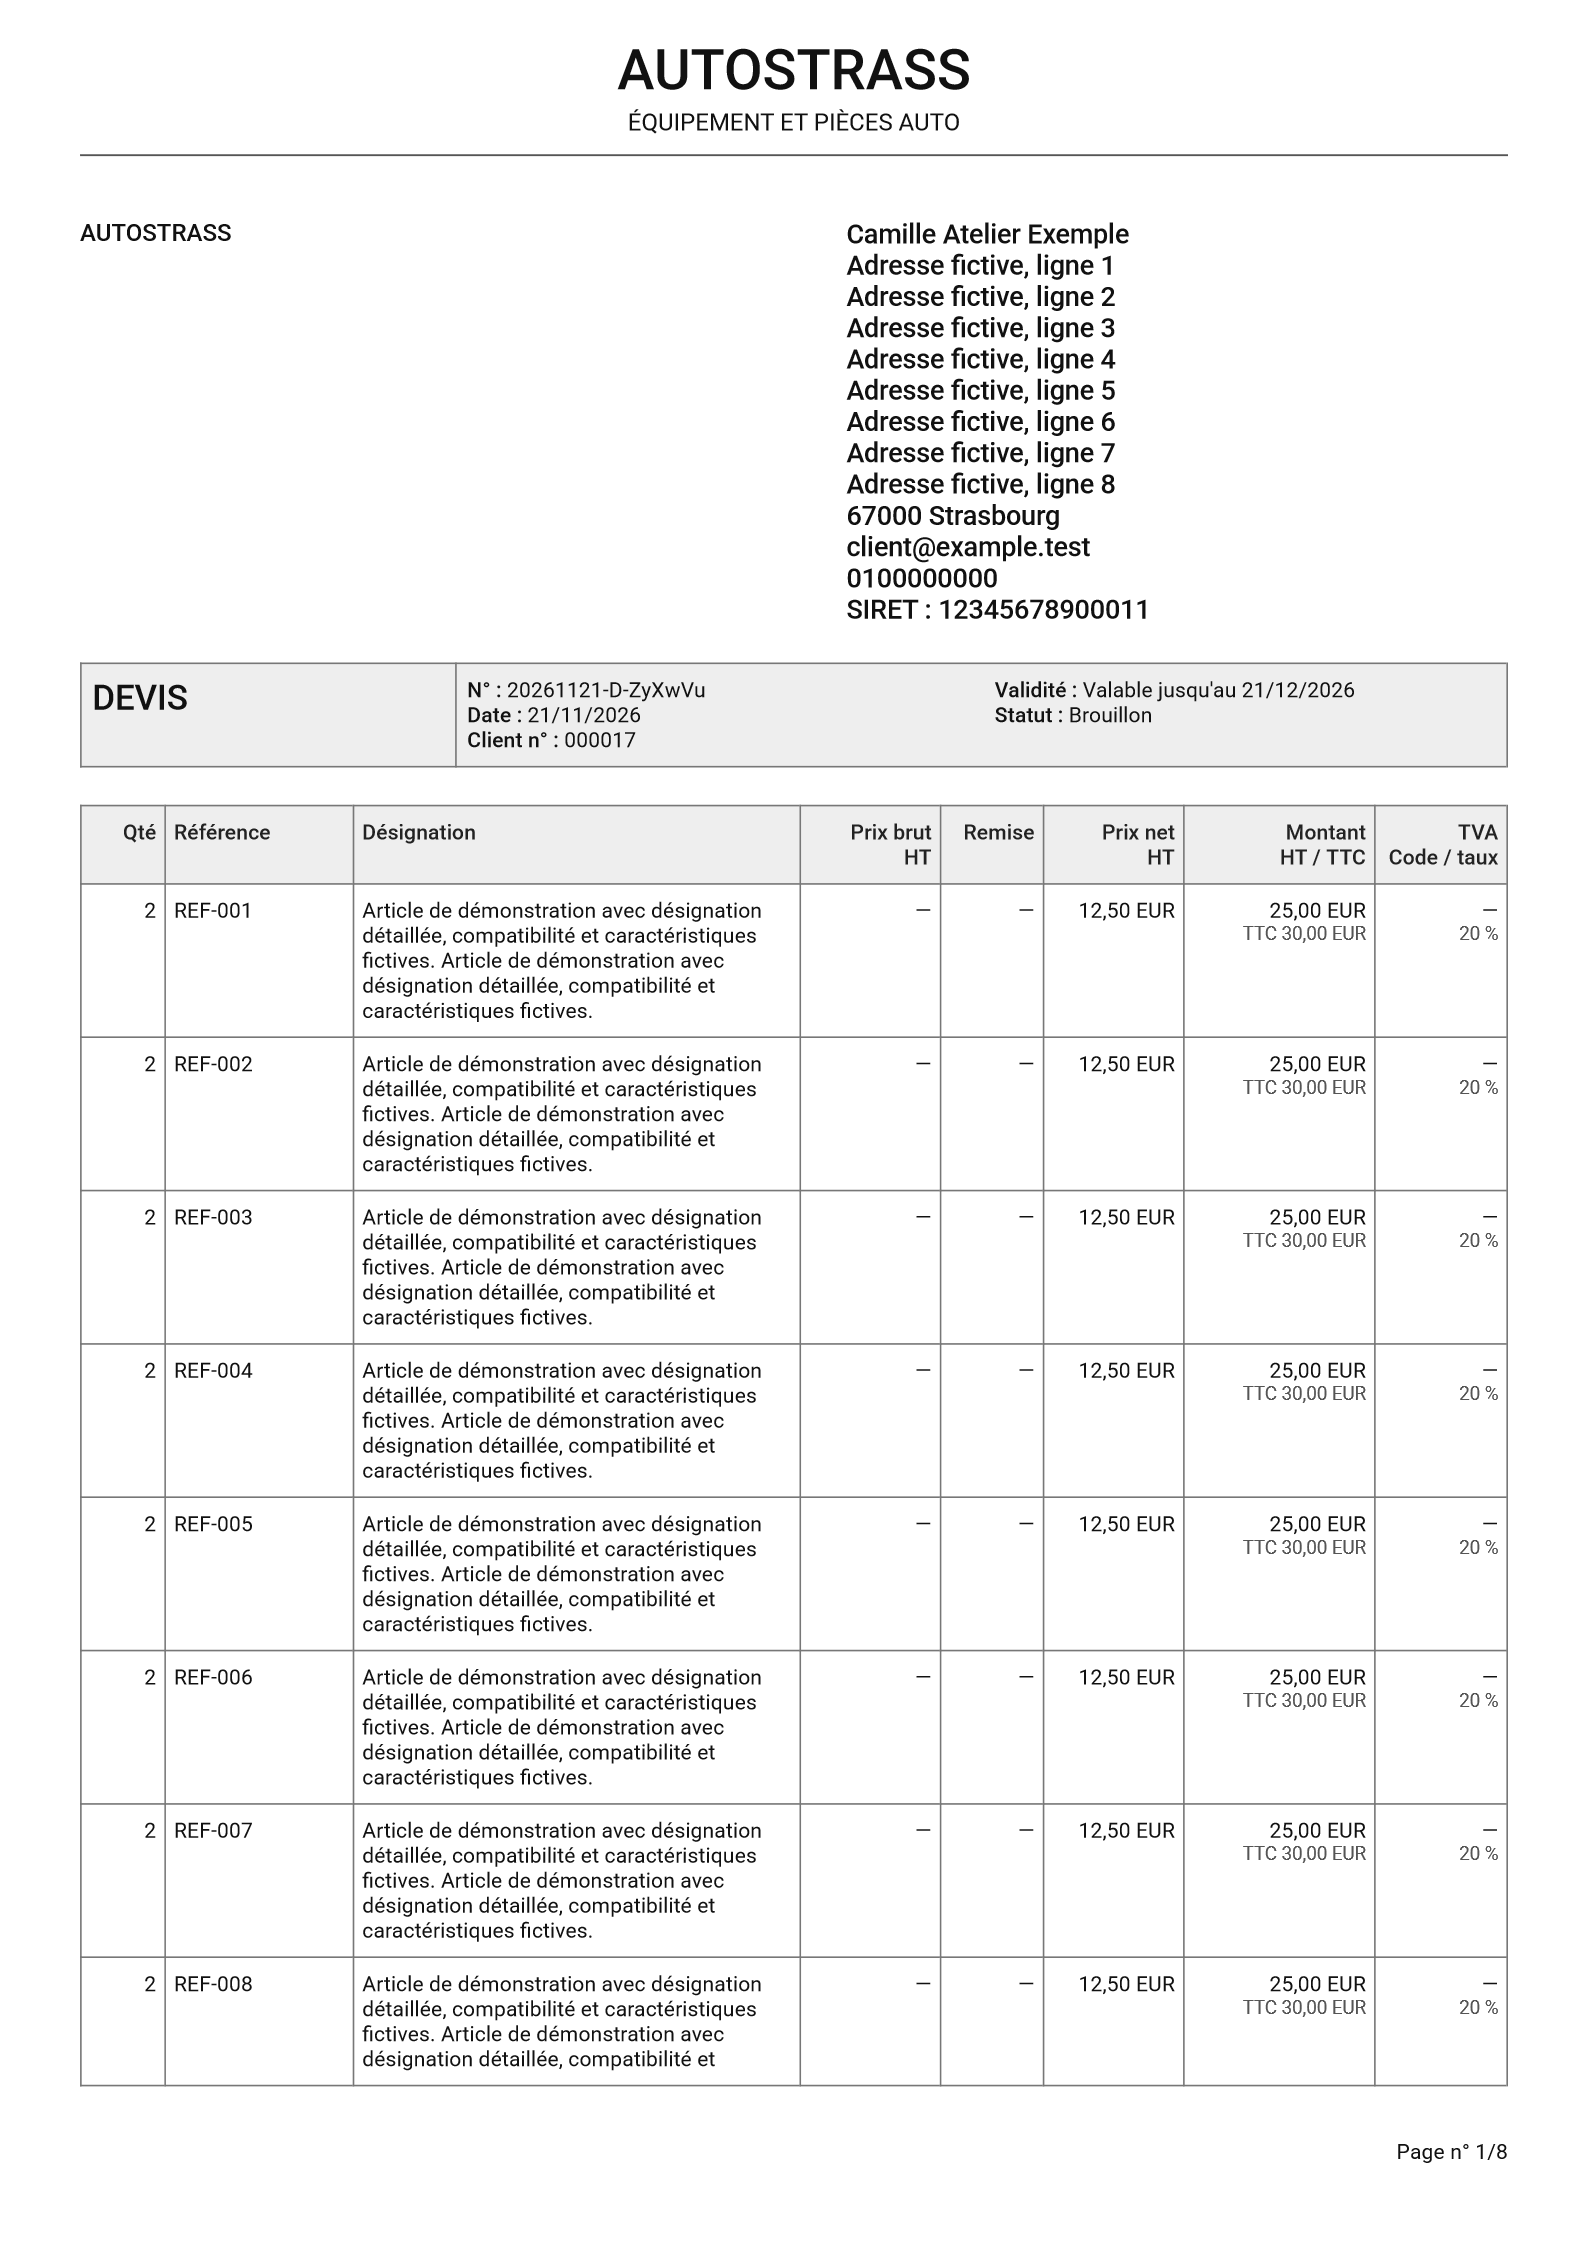 AUTOSTRASS
ÉQUIPEMENT ET PIÈCES AUTO
AUTOSTRASS
Camille Atelier Exemple
Adresse fictive, ligne 1
Adresse fictive, ligne 2
Adresse fictive, ligne 3
Adresse fictive, ligne 4
Adresse fictive, ligne 5
Adresse fictive, ligne 6
Adresse fictive, ligne 7
Adresse fictive, ligne 8
67000 Strasbourg
client@example.test
0100000000
SIRET : 12345678900011
DEVIS
N° : 20261121-D-ZyXwVu
Date : 21/11/2026
Client n° : 000017
Validité : Valable jusqu'au 21/12/2026
Statut : Brouillon
Qté Référence Désignation Prix brut Remise Prix net Montant TVA
HT HT HT / TTC Code / taux
2 REF-001 Article de démonstration avec désignation — — 12,50 EUR 25,00 EUR —
détaillée, compatibilité et caractéristiques TTC 30,00 EUR 20 %
fictives. Article de démonstration avec
désignation détaillée, compatibilité et
caractéristiques fictives.
2 REF-002 Article de démonstration avec désignation — — 12,50 EUR 25,00 EUR —
détaillée, compatibilité et caractéristiques TTC 30,00 EUR 20 %
fictives. Article de démonstration avec
désignation détaillée, compatibilité et
caractéristiques fictives.
2 REF-003 Article de démonstration avec désignation — — 12,50 EUR 25,00 EUR —
détaillée, compatibilité et caractéristiques TTC 30,00 EUR 20 %
fictives. Article de démonstration avec
désignation détaillée, compatibilité et
caractéristiques fictives.
2 REF-004 Article de démonstration avec désignation — — 12,50 EUR 25,00 EUR —
détaillée, compatibilité et caractéristiques TTC 30,00 EUR 20 %
fictives. Article de démonstration avec
désignation détaillée, compatibilité et
caractéristiques fictives.
2 REF-005 Article de démonstration avec désignation — — 12,50 EUR 25,00 EUR —
détaillée, compatibilité et caractéristiques TTC 30,00 EUR 20 %
fictives. Article de démonstration avec
désignation détaillée, compatibilité et
caractéristiques fictives.
2 REF-006 Article de démonstration avec désignation — — 12,50 EUR 25,00 EUR —
détaillée, compatibilité et caractéristiques TTC 30,00 EUR 20 %
fictives. Article de démonstration avec
désignation détaillée, compatibilité et
caractéristiques fictives.
2 REF-007 Article de démonstration avec désignation — — 12,50 EUR 25,00 EUR —
détaillée, compatibilité et caractéristiques TTC 30,00 EUR 20 %
fictives. Article de démonstration avec
désignation détaillée, compatibilité et
caractéristiques fictives.
2 REF-008 Article de démonstration avec désignation — — 12,50 EUR 25,00 EUR —
détaillée, compatibilité et caractéristiques TTC 30,00 EUR 20 %
fictives. Article de démonstration avec
désignation détaillée, compatibilité et
Page n° 1/8